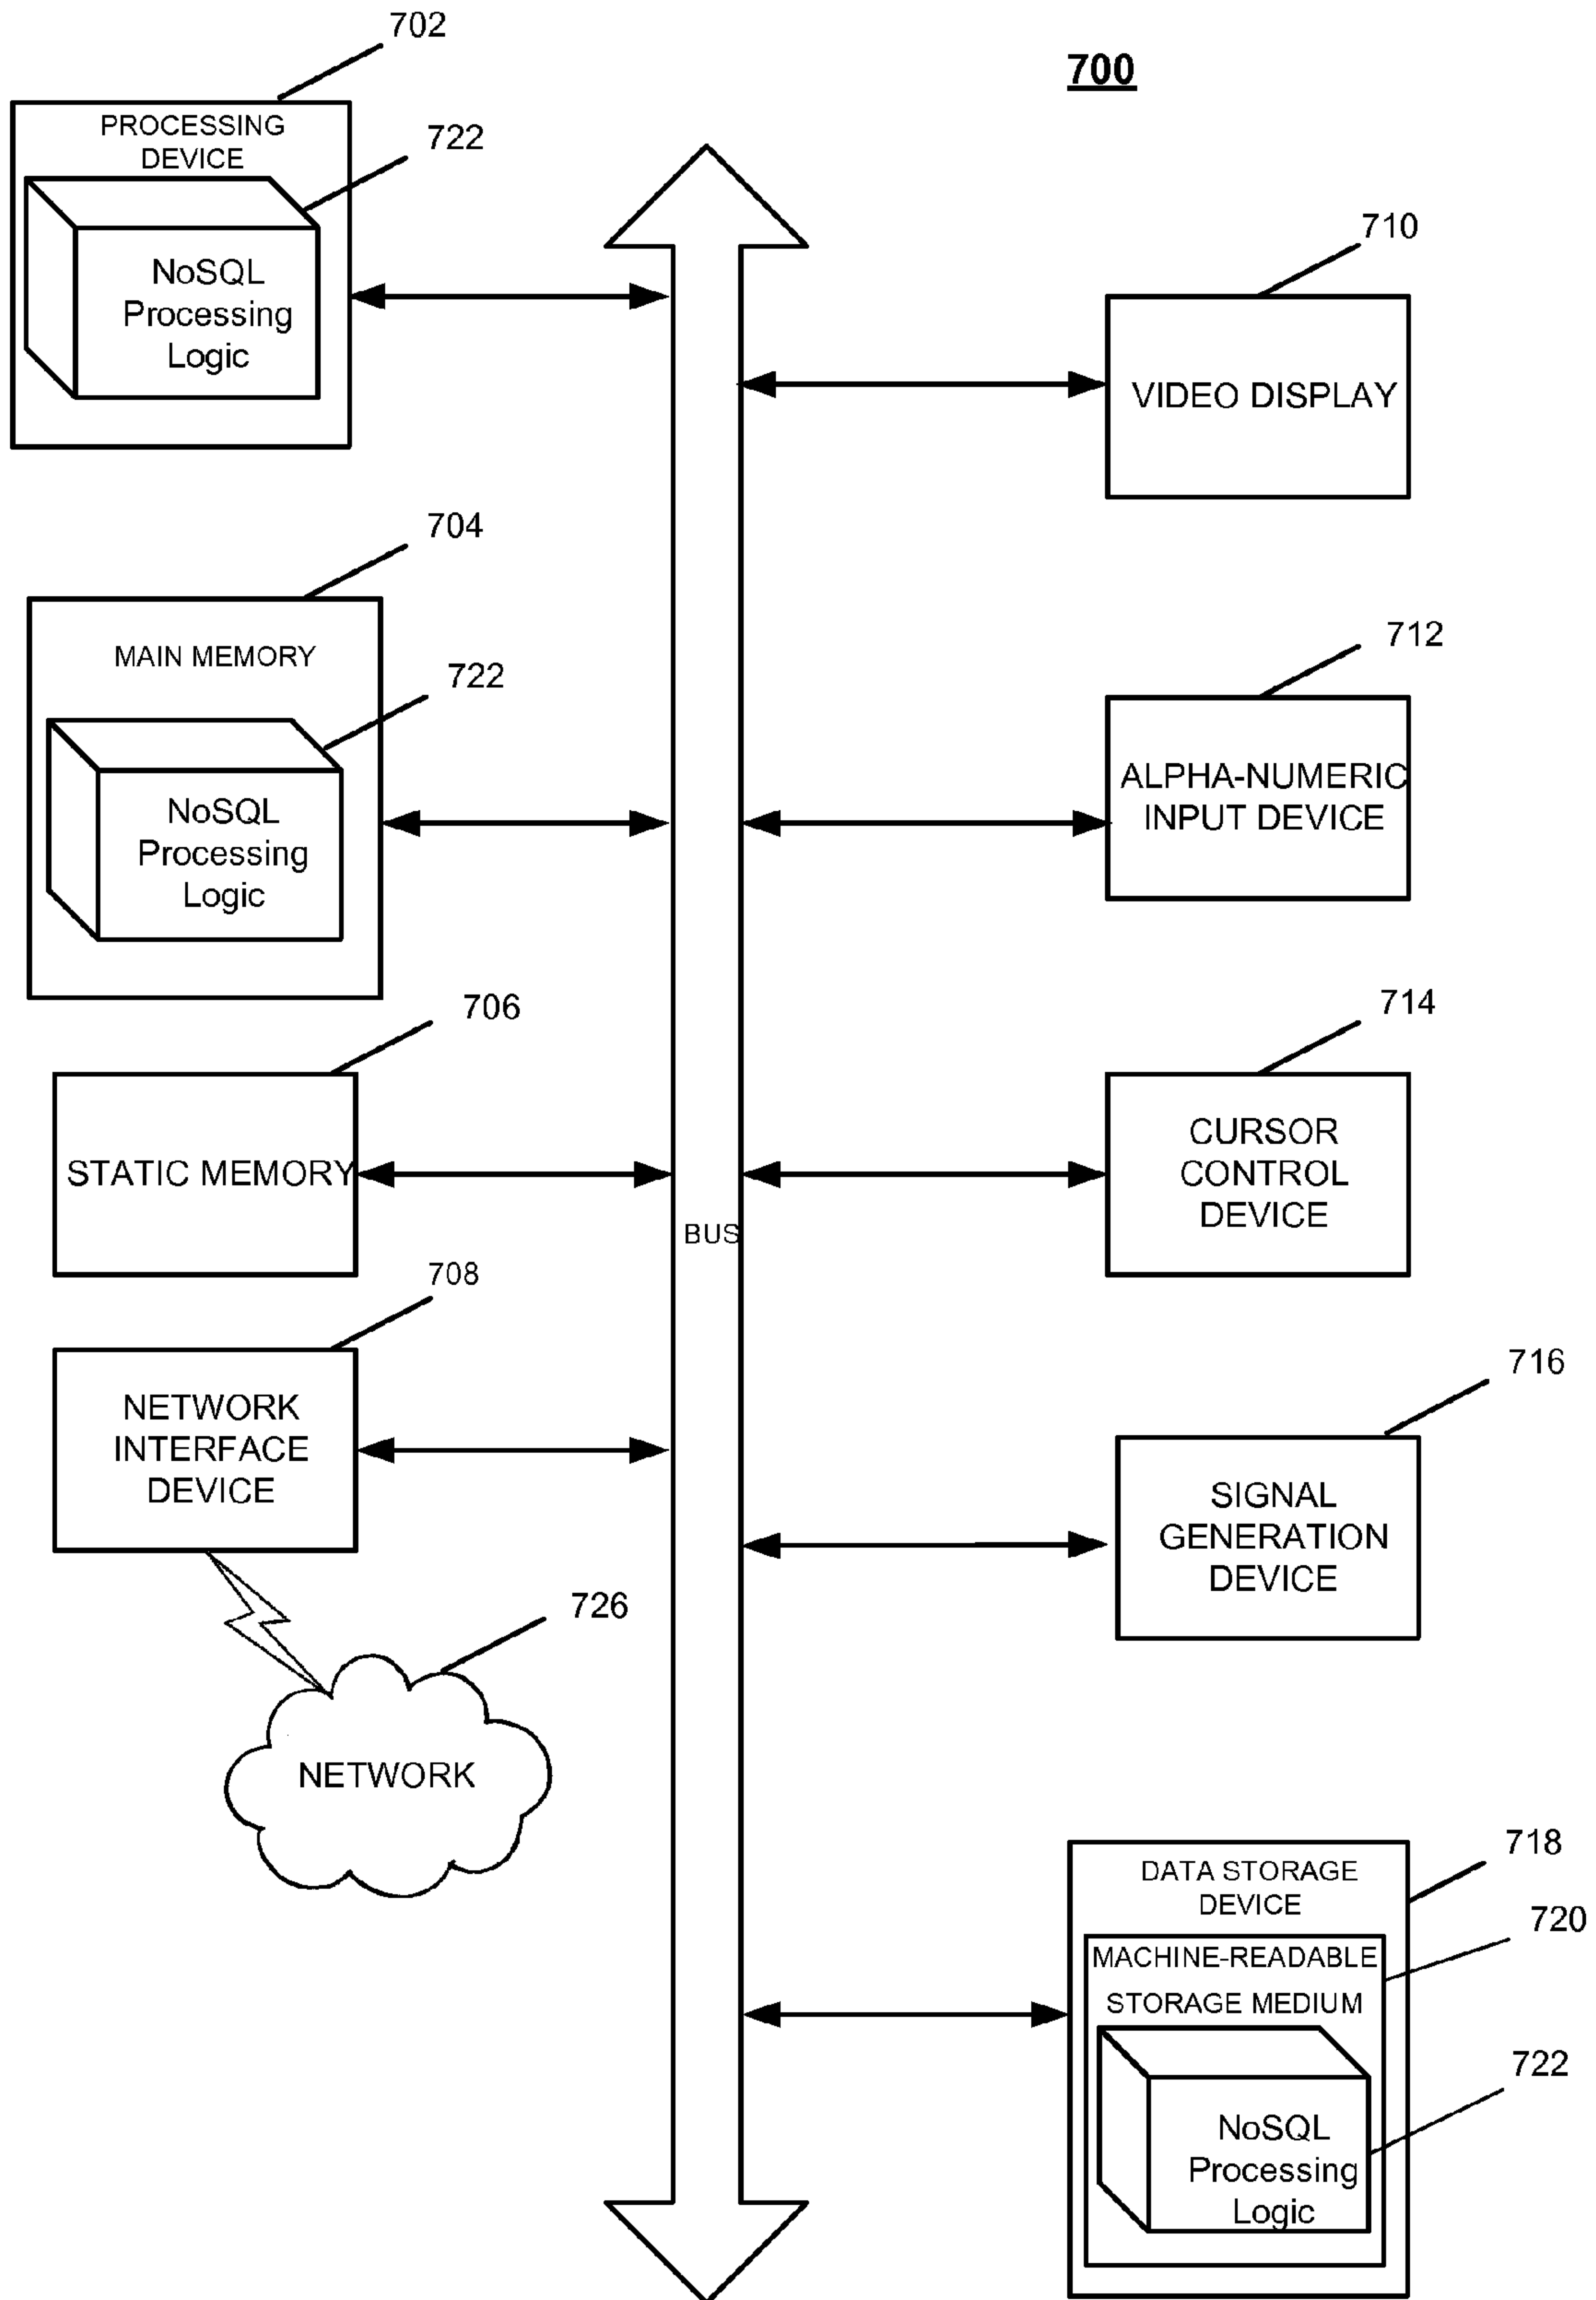 702
700
PROCESSING
DEVICE
722
NoSQL
Processing
Logic
710
VIDEO DISPLAY
704
MAIN MEMORY
722
NoSQL
Processing
Logic
712
ALPHA-NUMERIC
INPUT DEVICE
706
STATIC MEMORY
714
CURSOR
CONTROL
DEVICE
BUS
708
NETWORK
INTERFACE
DEVICE
716
SIGNAL
GENERATION
DEVICE
726
NETWORK
718
DATA STORAGE
DEVICE
720
MACHINE-READABLE
STORAGE MEDIUM
722
NoSQL
Processing
Logic